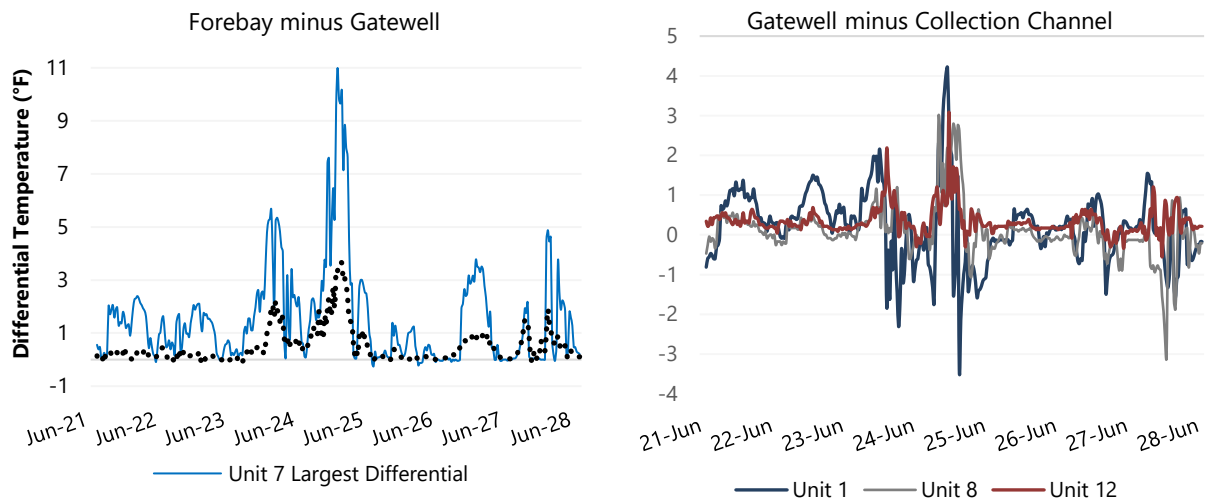 Forebay minus Gatewell
Differential Temperature (°F)
11
9
7
5
3
1
-1
Jun-21
Jun-22
Jun-23
Jun-24
Jun-25
Jun-26
Jun-27
Jun-28
Unit 7 Largest Differential
Gatewell minus Collection Channel
5
4
3
2
1
0
-1
-2
-3
-4
21-Jun
22-Jun
23-Jun
24-Jun
25-Jun
26-Jun
27-Jun
28-Jun
Unit 1 Unit 8 Unit 12